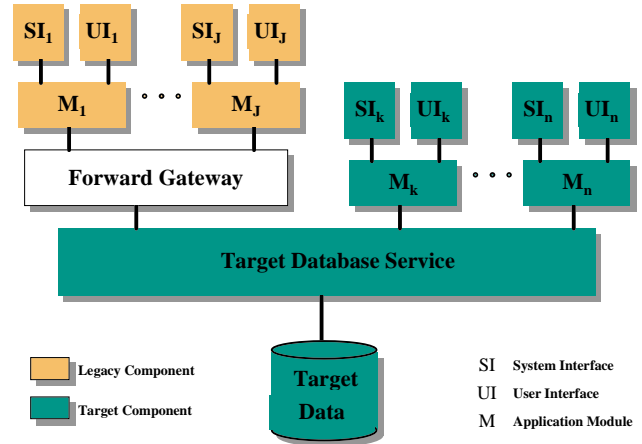 SI1 UI1 SIJ UIJ
M1 ° ° ° MJ
SIk UIk SIn UIn
Forward Gateway
Mk ° ° ° Mn
Target Database Service
Target
Data
Legacy Component
Target Component
SI System Interface
UI User Interface
M Application Module